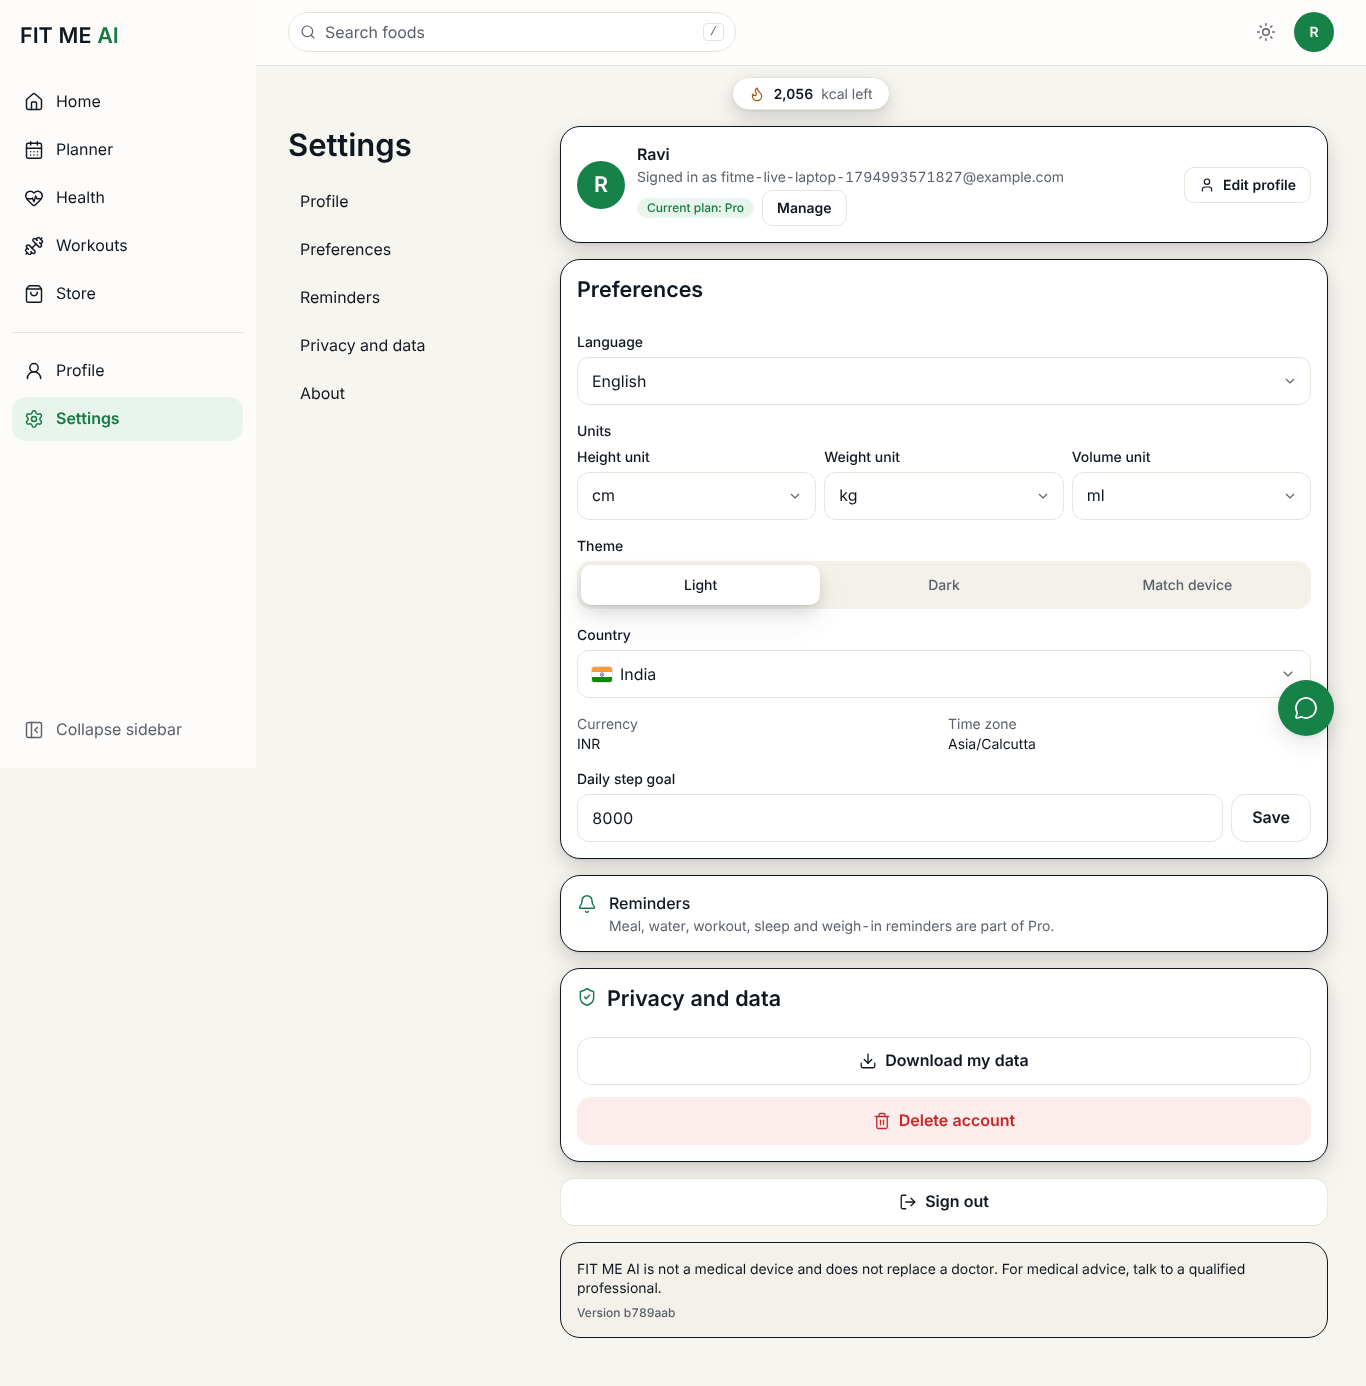 FIT ME AI
Home
Planner
Health
Workouts
Store
Profile
Settings
Collapse sidebar
Search foods
/
R
2,056 kcal left
Settings
Profile
Preferences
Reminders
Privacy and data
About
R
Ravi
Signed in as fitme-live-laptop-1794993571827@example.com
Current plan: Pro
Manage
Edit profile
Preferences
Language
English
Units
Height unit
Weight unit
Volume unit
cm
kg
ml
Theme
Light
Dark
Match device
Country
India
Currency
Time zone
INR
Asia/Calcutta
Daily step goal
8000
Save
Reminders
Meal, water, workout, sleep and weigh-in reminders are part of Pro.
Privacy and data
Download my data
Delete account
Sign out
FIT ME AI is not a medical device and does not replace a doctor. For medical advice, talk to a qualified
professional.
Version b789aab